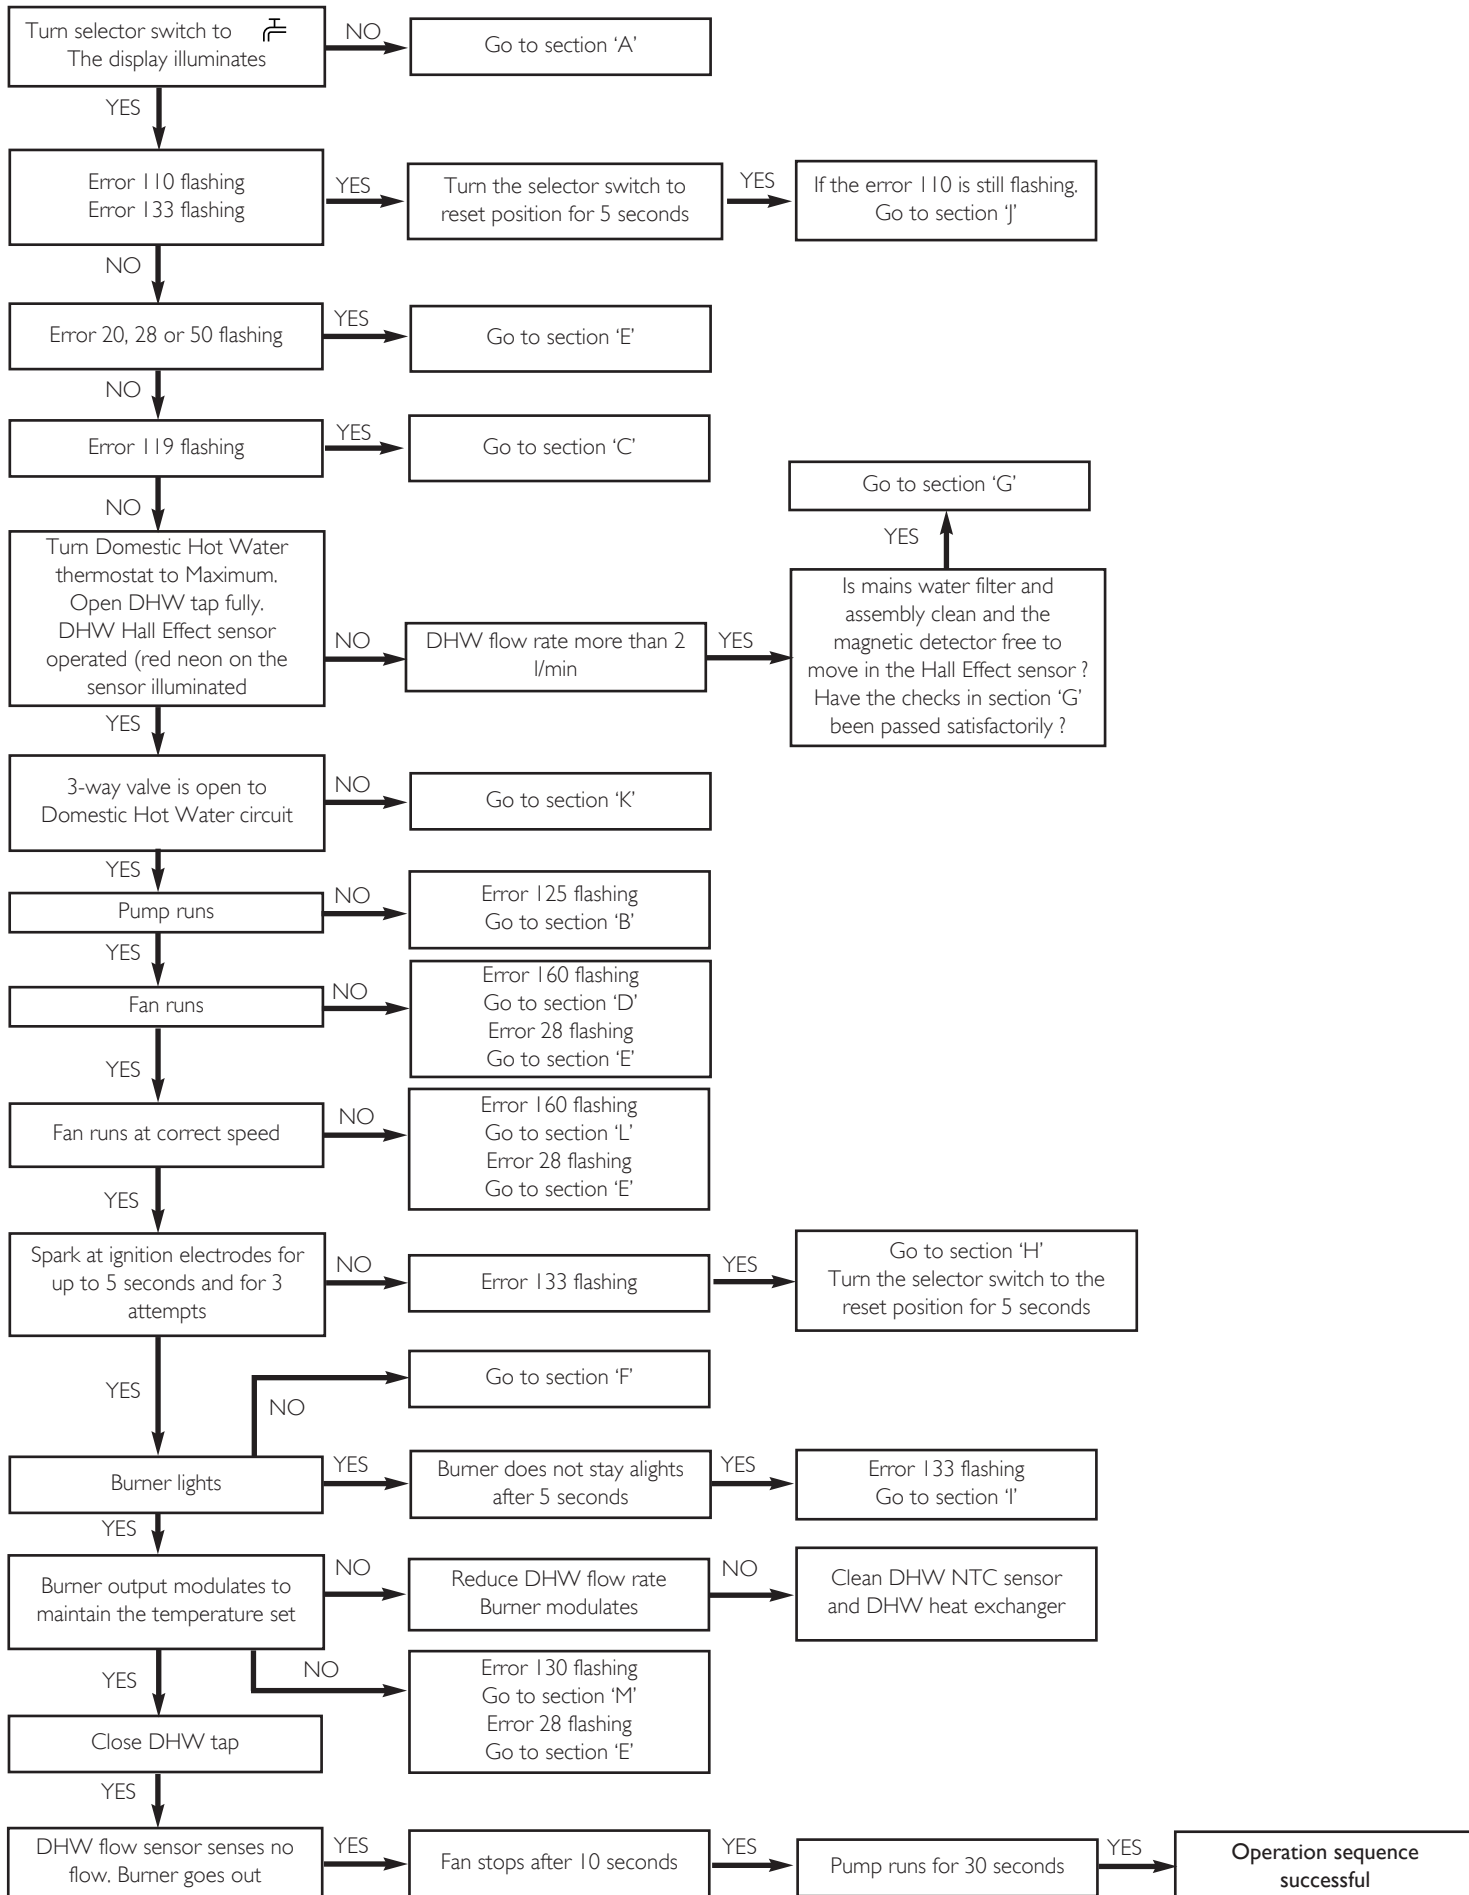 Turn selector switch to
The display illuminates
NO
Go to section ‘A’
YES
Error 110 flashing
Error 133 flashing
YES
Turn the selector switch to
reset position for 5 seconds
YES
If the error 110 is still flashing.
Go to section ‘J’
NO
Error 20, 28 or 50 flashing
YES
Go to section ‘E’
NO
Error 119 flashing
YES
Go to section ‘C’
NO
Turn Domestic Hot Water
thermostat to Maximum.
Open DHW tap fully.
DHW Hall Effect sensor
operated (red neon on the
sensor illuminated
NO
DHW flow rate more than 2
l/min
YES
Is mains water filter and
assembly clean and the
magnetic detector free to
move in the Hall Effect sensor ?
Have the checks in section ‘G’
been passed satisfactorily ?
YES
Go to section ‘G’
YES
3-way valve is open to
Domestic Hot Water circuit
NO
Go to section ‘K’
YES
Pump runs
NO
Error 125 flashing
Go to section ‘B’
YES
Fan runs
NO
Error 160 flashing
Go to section ‘D’
Error 28 flashing
Go to section ‘E’
YES
Fan runs at correct speed
NO
Error 160 flashing
Go to section ‘L’
Error 28 flashing
Go to section ‘E’
YES
Spark at ignition electrodes for
up to 5 seconds and for 3
attempts
NO
Error 133 flashing
YES
Go to section ‘H’
Turn the selector switch to the
reset position for 5 seconds
YES
NO
Go to section ‘F’
Burner lights
YES
Burner does not stay alights
after 5 seconds
YES
Error 133 flashing
Go to section ‘I’
YES
Burner output modulates to
maintain the temperature set
NO
Reduce DHW flow rate
Burner modulates
NO
Clean DHW NTC sensor
and DHW heat exchanger
NO
Error 130 flashing
Go to section ‘M’
Error 28 flashing
Go to section ‘E’
YES
Close DHW tap
YES
DHW flow sensor senses no
flow. Burner goes out
YES
Fan stops after 10 seconds
YES
Pump runs for 30 seconds
YES
Operation sequence
successful